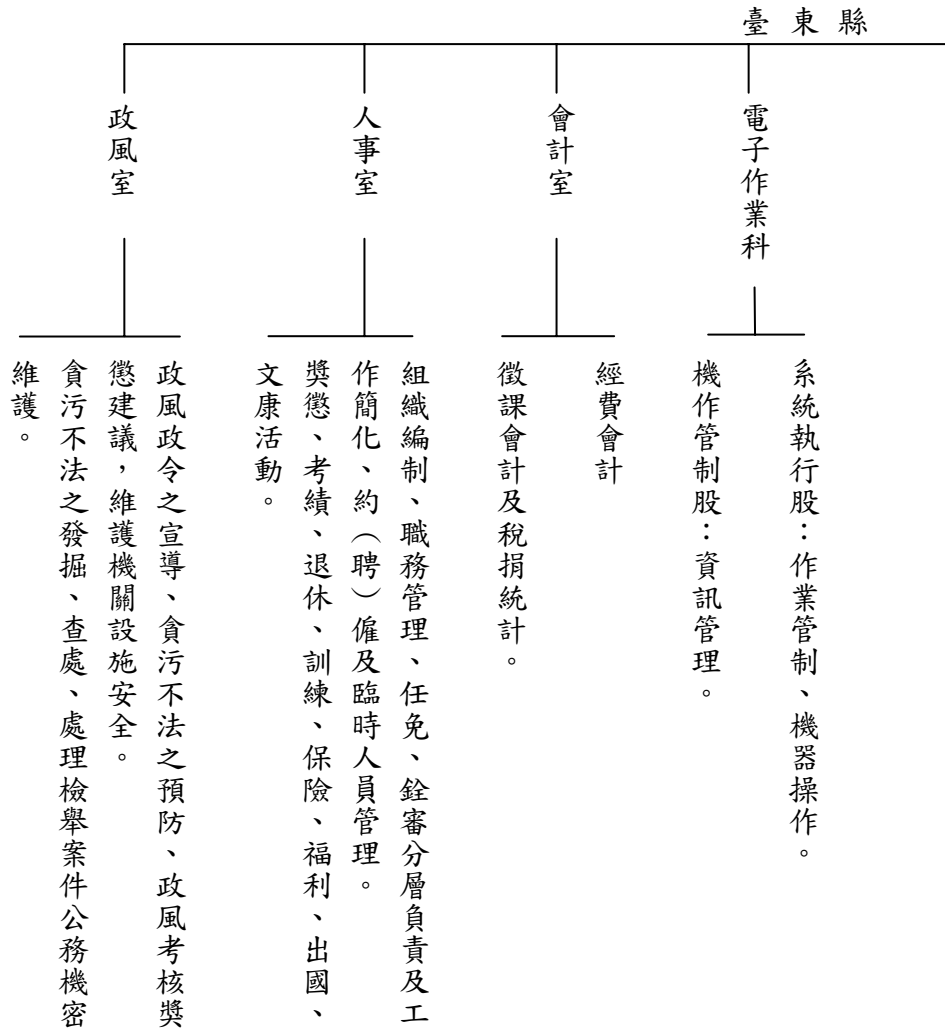 臺東縣
電子作業科
系統執行股：作業管制、機器操作。
機作管制股：資訊管理。
會計室
經費會計
徵課會計及稅捐統計。
人事室
組織編制、職務管理、任免、銓審分層負責及工
作簡化、約（聘）僱及臨時人員管理。
獎懲、考績、退休、訓練、保險、福利、出國、
文康活動。
政風室
政風政令之宣導、貪污不法之預防、政風考核獎
懲建議，維護機關設施安全。
貪污不法之發掘、查處、處理檢舉案件公務機密
維護。